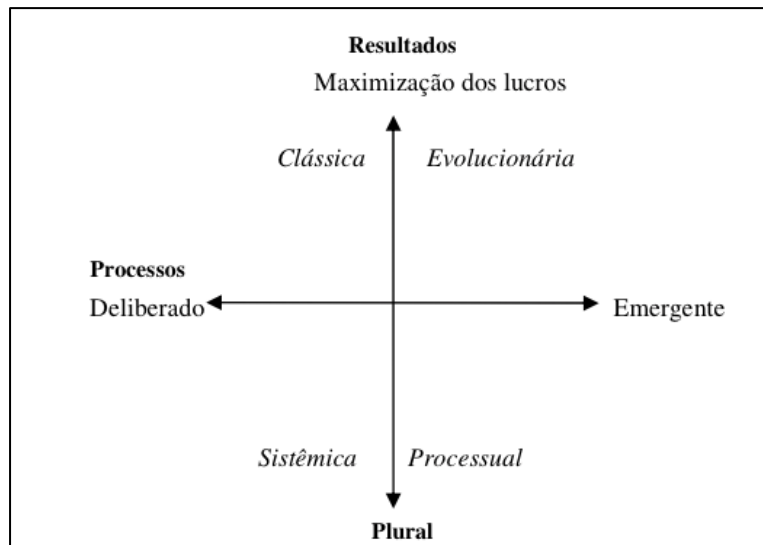 Resultados
Maximização dos lucros
Clássica
Evolucionária
Processos
Deliberado
Emergente
Sistêmica
Processual
Plural